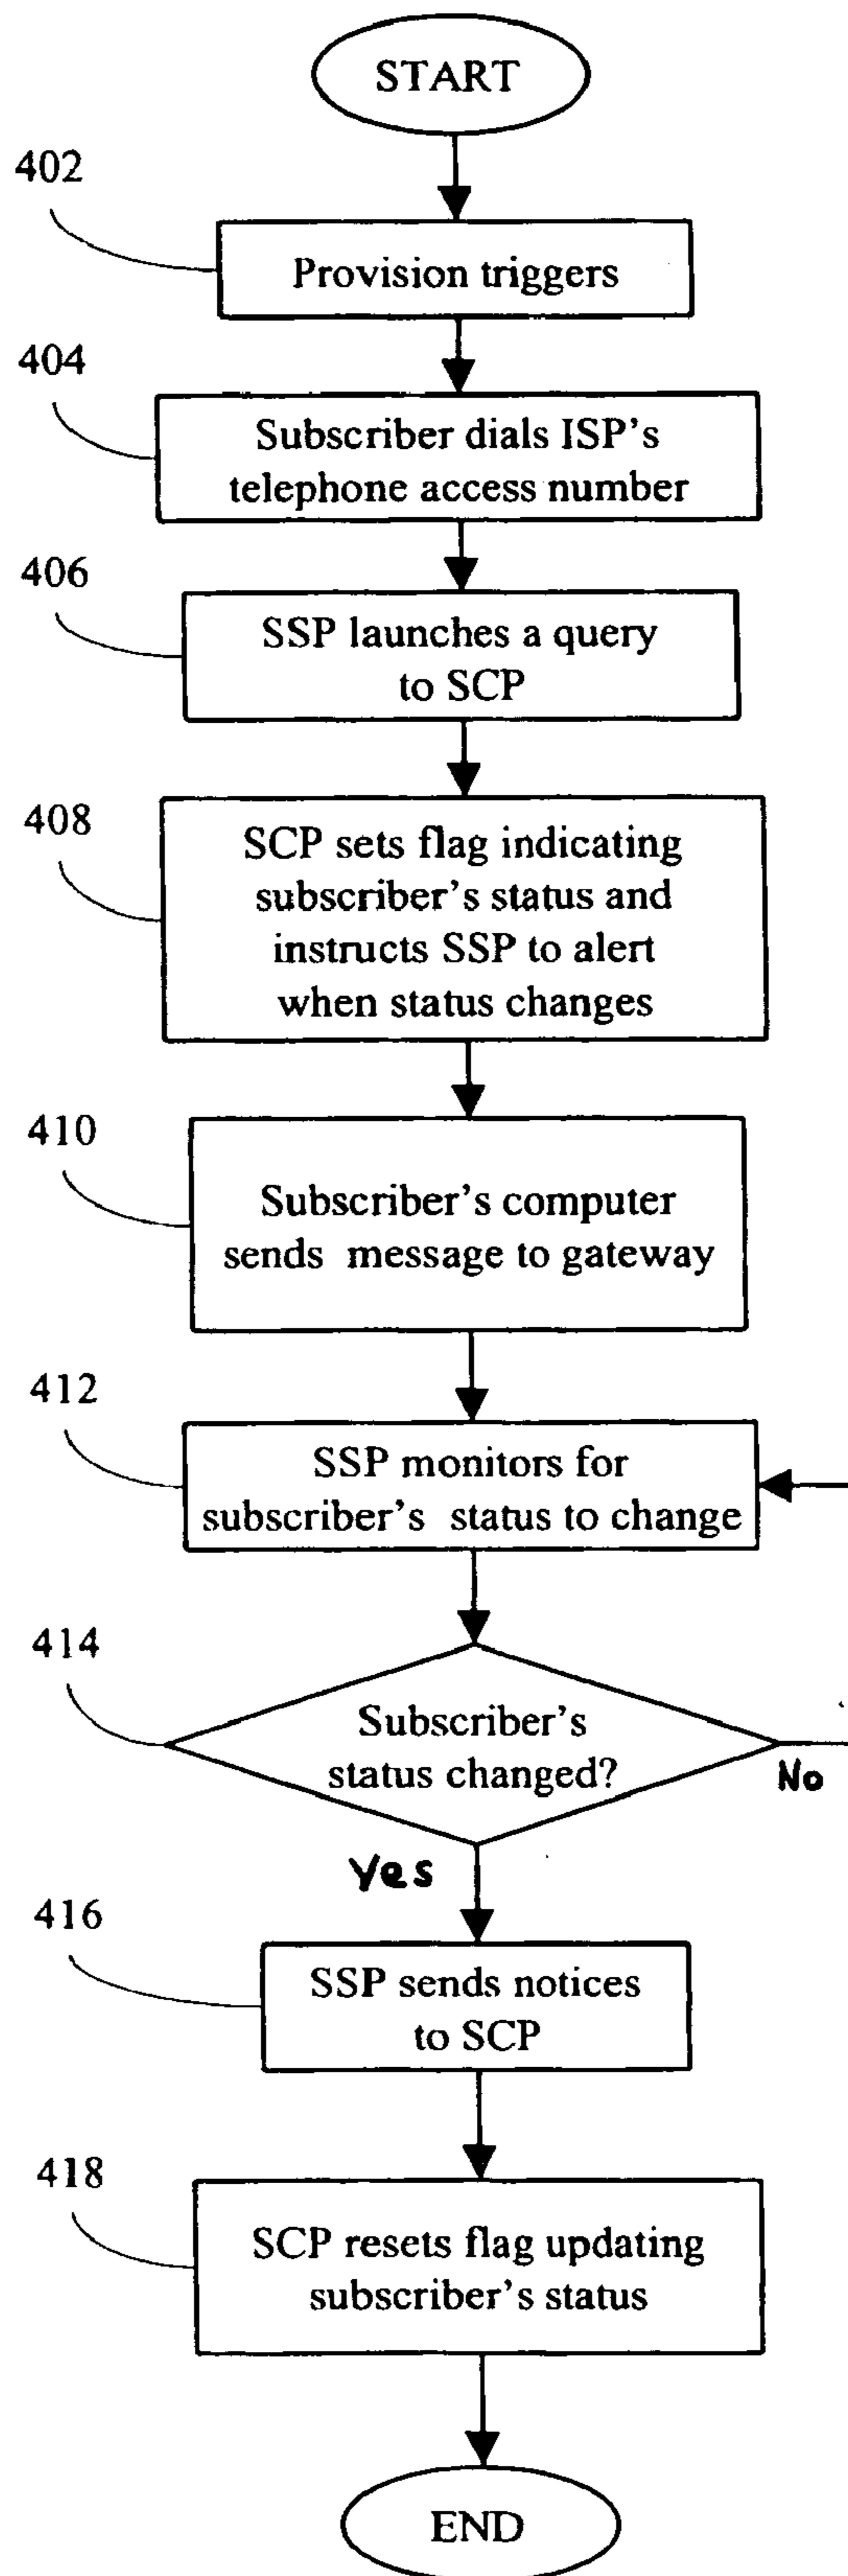 START
402
Provision triggers
404
Subscriber dials ISP's
telephone access number
406
SSP launches a query
to SCP
408
SCP sets flag indicating
subscriber's status and
instructs SSP to alert
when status changes
410
Subscriber's computer
sends message to gateway
412
SSP monitors for
subscriber's status to change
414
Subscriber's
status changed?
No
Yes
416
SSP sends notices
to SCP
418
SCP resets flag updating
subscriber's status
END